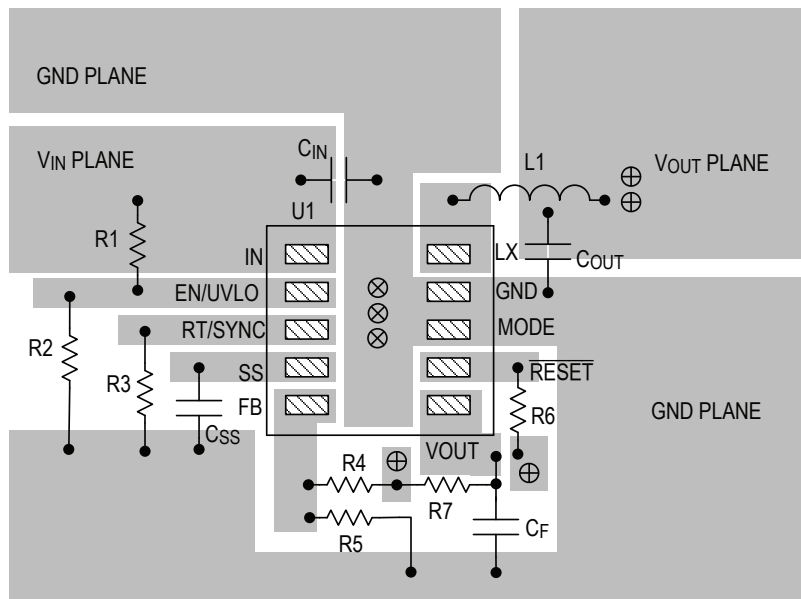 GND PLANE
VIN PLANE
CIN
L1
VOUT PLANE
U1
R1
IN
LX
COUT
EN/UVLO
GND
RT/SYNC
MODE
R2
R3
SS
RESET
CSS
FB
R6
GND PLANE
VOUT
R4
R7
R5
CF